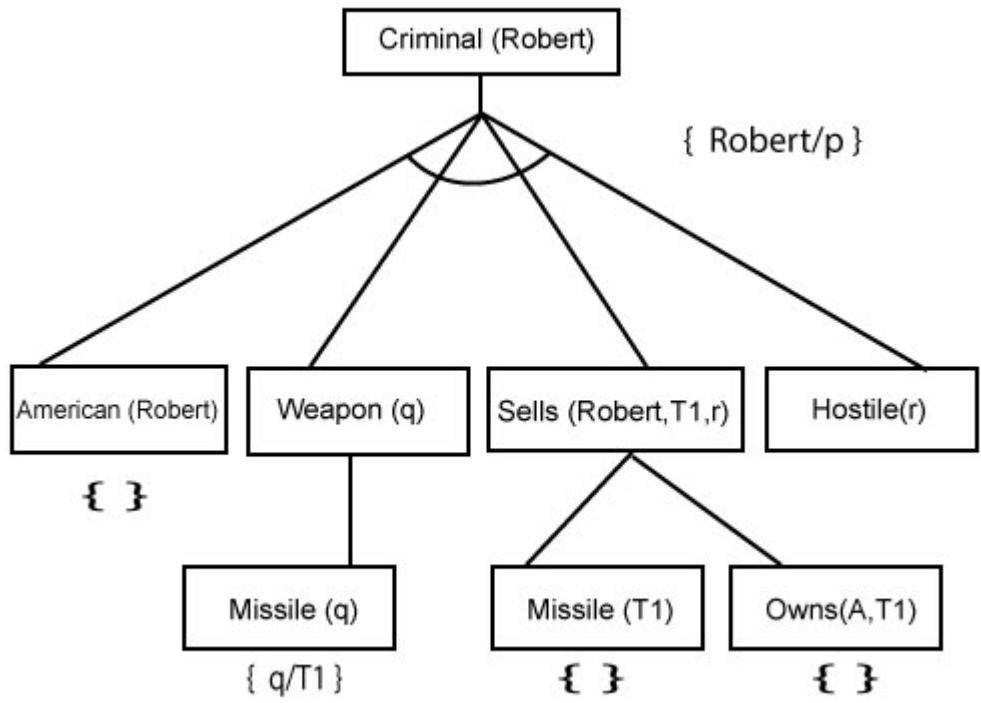 Criminal (Robert)
{ Robert/p }
American (Robert)
Weapon (q)
Sells (Robert,T1,r)
Hostile(r)
{ }
Missile (q)
Missile (T1)
Owns(A,T1)
{ q/T1 }
{ }
{ }